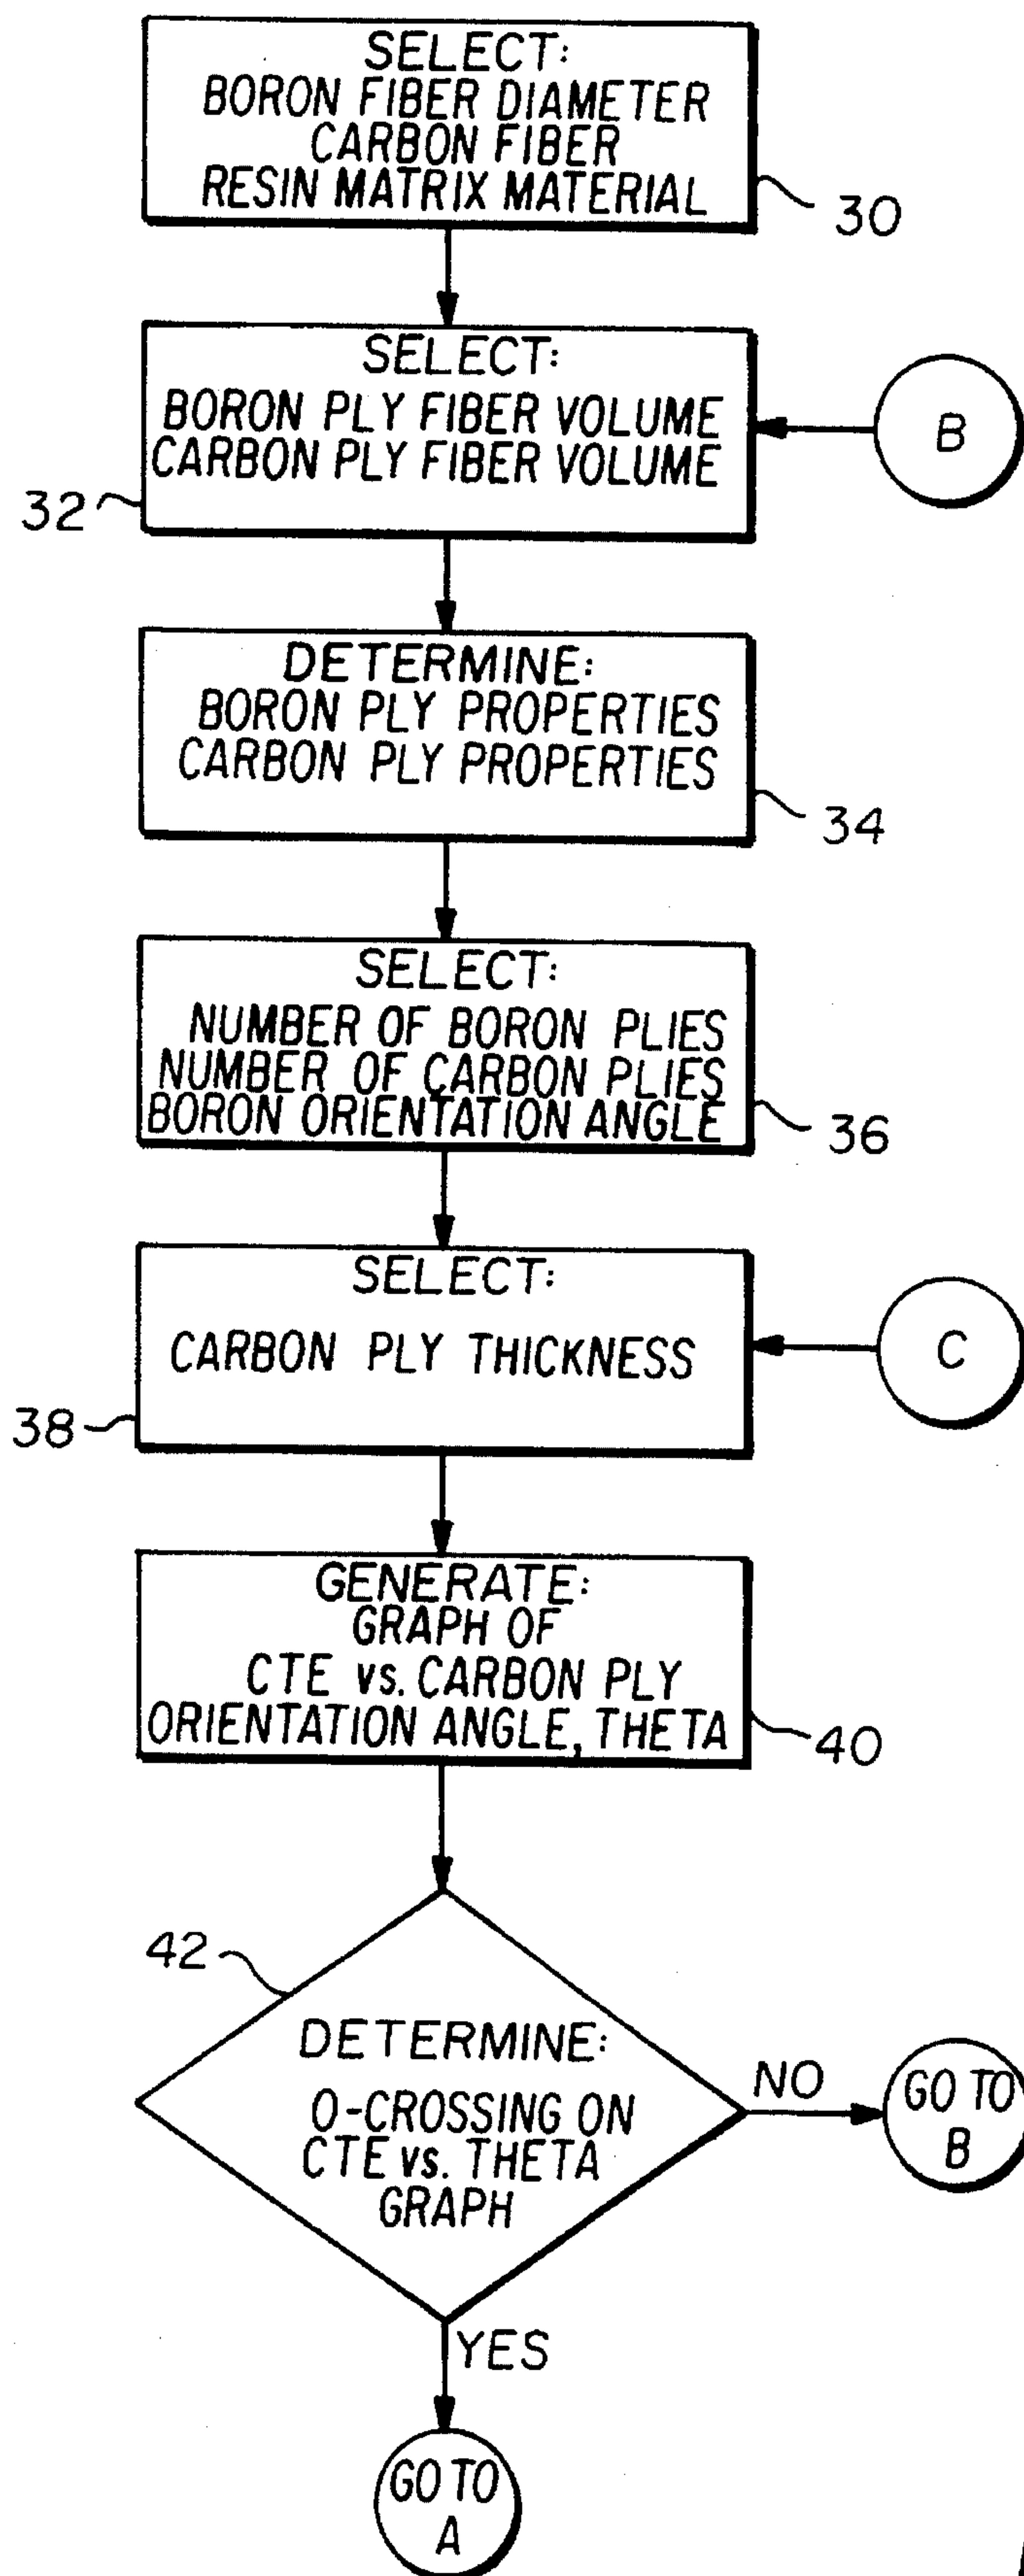 SELECT:
BORON FIBER DIAMETER
CARBON FIBER
RESIN MATRIX MATERIAL
30
SELECT:
BORON PLY FIBER VOLUME
CARBON PLY FIBER VOLUME
32
B
DETERMINE:
BORON PLY PROPERTIES
CARBON PLY PROPERTIES
34
SELECT:
NUMBER OF BORON PLIES
NUMBER OF CARBON PLIES
BORON ORIENTATION ANGLE
36
SELECT:
CARBON PLY THICKNESS
38
C
GENERATE:
GRAPH OF
CTE vs. CARBON PLY
ORIENTATION ANGLE, THETA
40
42
DETERMINE:
0-CROSSING ON
CTE vs. THETA
GRAPH
NO
GO TO
B
YES
GO TO
A